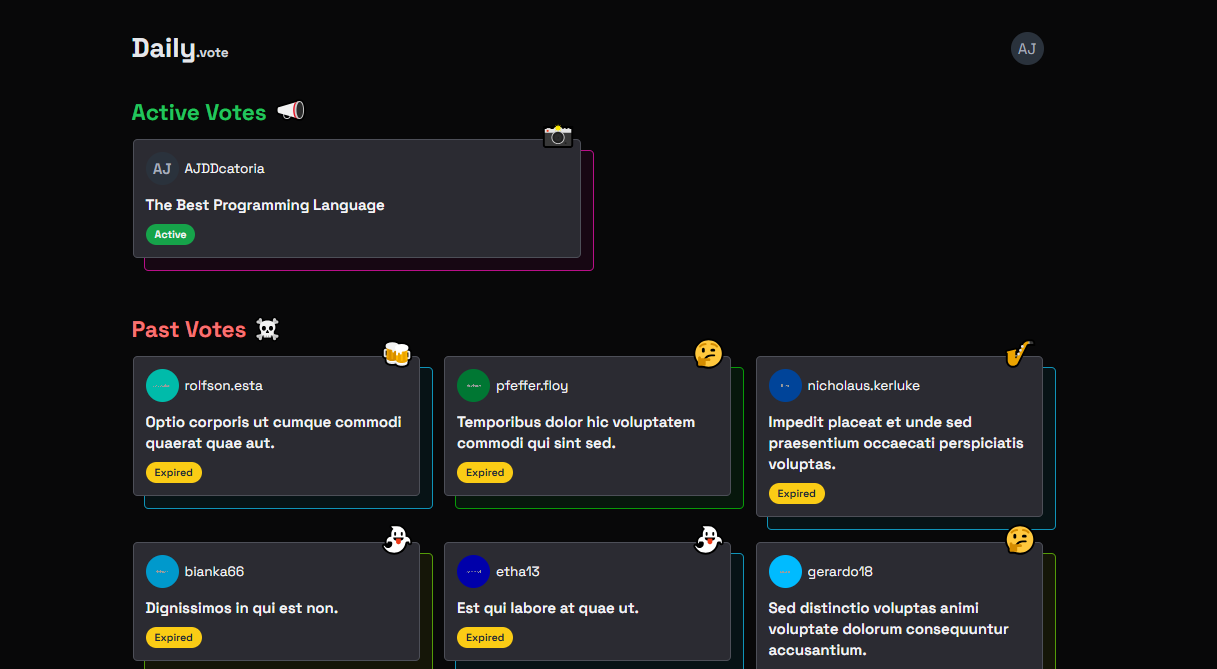 Daily.vote
AJ
Active Votes
AJ AJDDcatoria
The Best Programming Language
Active
Past Votes
rolfson.esta
Optio corporis ut cumque commodi
quaerat quae aut.
Expired
pfeffer.floy
Temporibus dolor hic voluptatem
commodi qui sint sed.
Expired
nicholaus.kerluke
Impedit placeat et unde sed
praesentium occaecati perspiciatis
voluptas.
Expired
bianka66
Dignissimos in qui est non.
Expired
etha13
Est qui labore at quae ut.
Expired
gerardo18
Sed distinctio voluptas animi
voluptate dolorum consequuntur
accusantium.